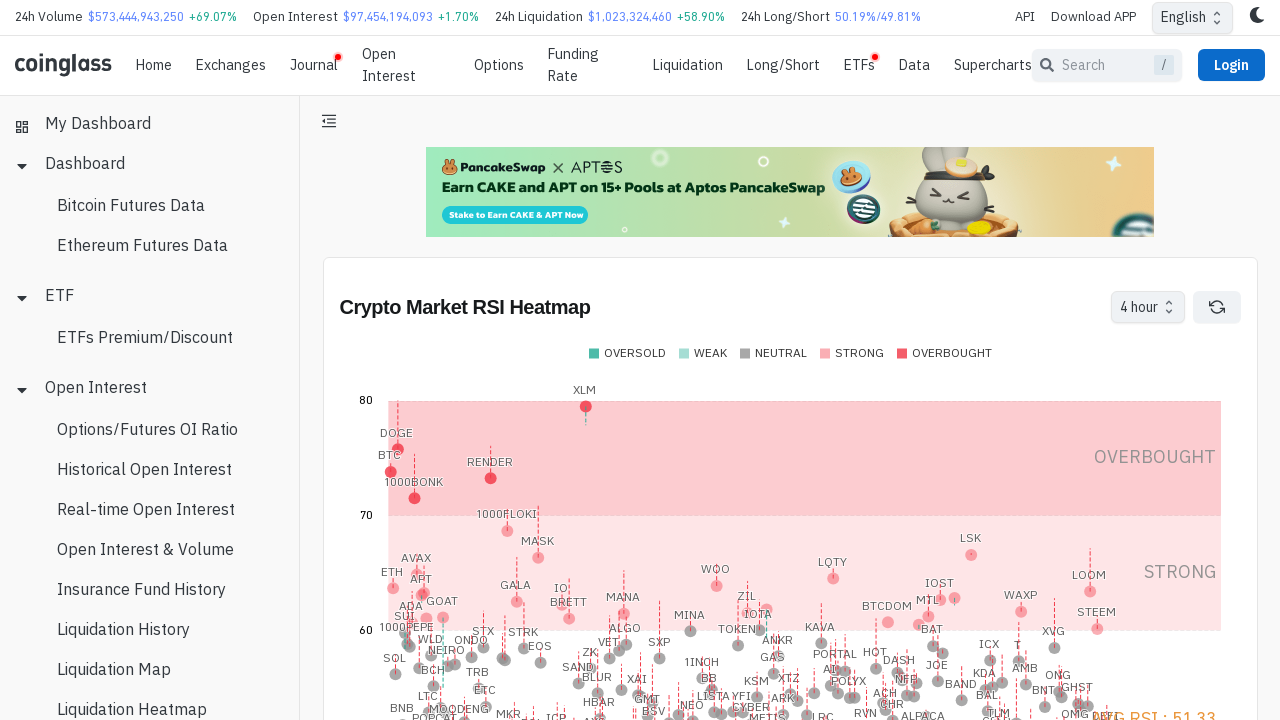 24h Volume $573,444,943,250 +69.07% Open Interest $97,454,194,093 +1.70% 24h Liquidation $1,023,324,460 +58.90% 24h Long/Short 50.19%/49.81% API Download APP English
coinglass Home Exchanges Journal Open Interest Options Funding Rate Liquidation Long/Short ETFs Data Supercharts Search / Login
My Dashboard
Dashboard
Bitcoin Futures Data
Ethereum Futures Data
ETF
ETFs Premium/Discount
Open Interest
Options/Futures OI Ratio
Historical Open Interest
Real-time Open Interest
Open Interest & Volume
Insurance Fund History
Liquidation History
Liquidation Map
Liquidation Heatmap
PancakeSwap × APTOS
Earn CAKE and APT on 15+ Pools at Aptos PancakeSwap
Stake to Earn CAKE & APT Now
Crypto Market RSI Heatmap
4 hour
OVERSOLD WEAK NEUTRAL STRONG OVERBOUGHT
80
XLM
DOGE
BTC
RENDER
OVERBOUGHT
1000BONK
70
1000FLOKI
MASK
LSK
AVAX
ETH
APT
WOO
LQTY
LOOM
STRONG
GALA
IO
IOST
BRETT
MANA
ZIL
WAXP
GOAT
ADA
MTL
BTCDOM
STEEM
SUI
MINA
IOTA
1000PEPE
60
STX
STRK
ALGO
TOKEN
KAVA
BAT
XVG
WLD
ONDO
EOS
VET
SXP
ANKR
ICX
T
NEIRO
ZK
GAS
PORTAL
HOT
SOL
BCH
TRB
SAND
1INCH
DASH
JOE
AMB
BLUR
XAI
BB
KSM
XTZ
AI
POLYX
NFP
BAND
KDA
ONG
LTC
ETC
HBAR
GMT
LISTA
YFI
ARK
ACH
BAL
BNT
GHST
BNB
MOODENG
BSV
NEO
CYBER
CHR
POPCAT
MKR
ICP
METIS
LRC
RVN
ALPACA
TLM
OMG
AVG RSI : 51.33